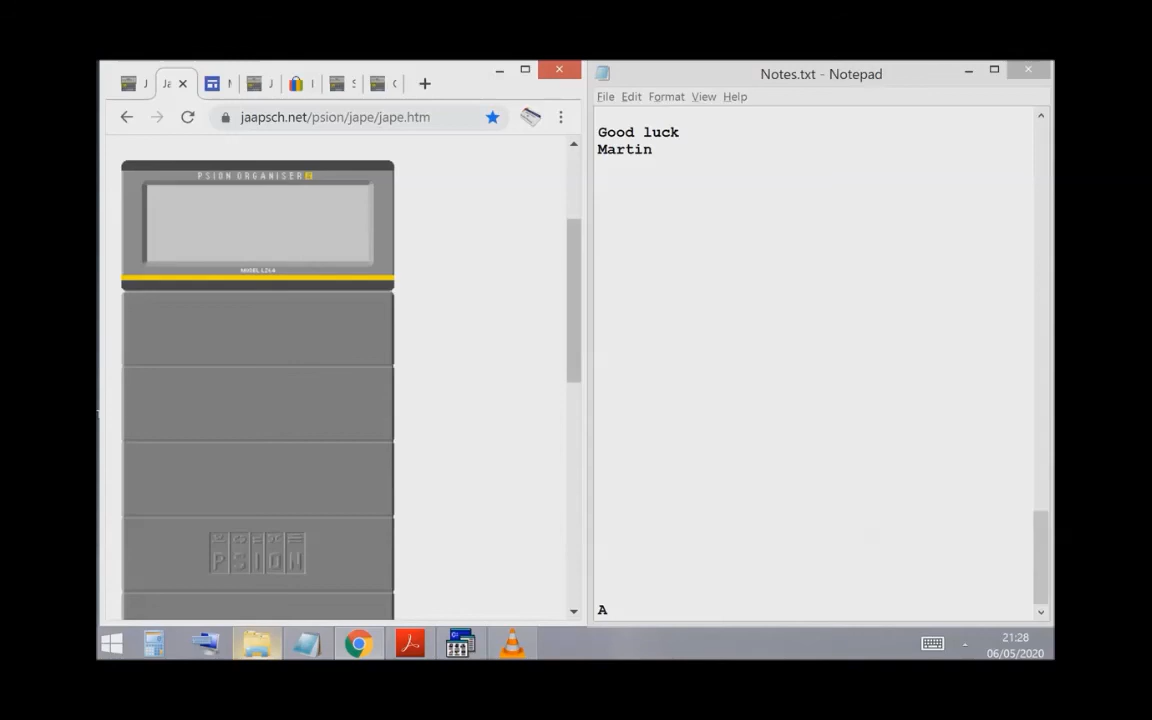 jaapsch.net/psion/jape/jape.htm
PSION ORGANISER
PSION
Notes.txt - Notepad
File Edit Format View Help
Good luck
Martin
A
21:28
06/05/2020